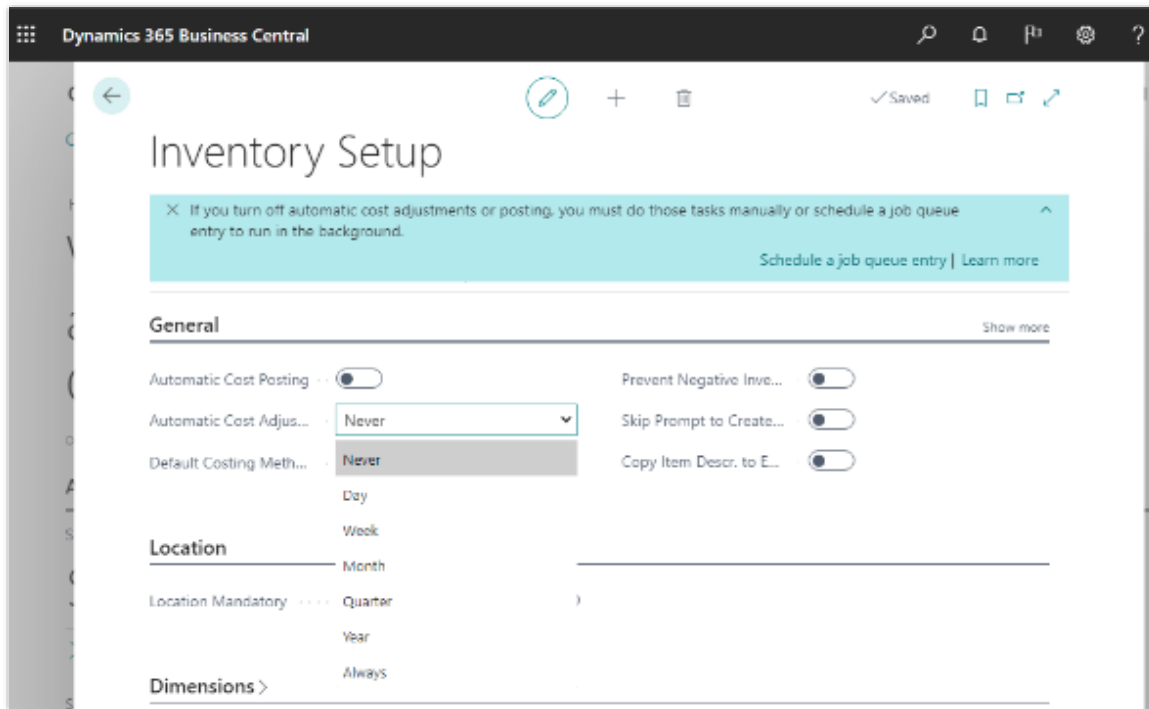 Dynamics 365 Business Central
?
Saved
Inventory Setup
If you turn off automatic cost adjustments or posting, you must do those tasks manually or schedule a job queue
entry to run in the background.
Schedule a job queue entry | Learn more
General
Show more
Automatic Cost Posting
Prevent Negative Inve...
Automatic Cost Adjus...
Never
Skip Prompt to Create...
Default Costing Meth...
Never
Copy Item Descr. to E...
Day
Week
Location
Month
Location Mandatory
Quarter
Year
Always
Dimensions >